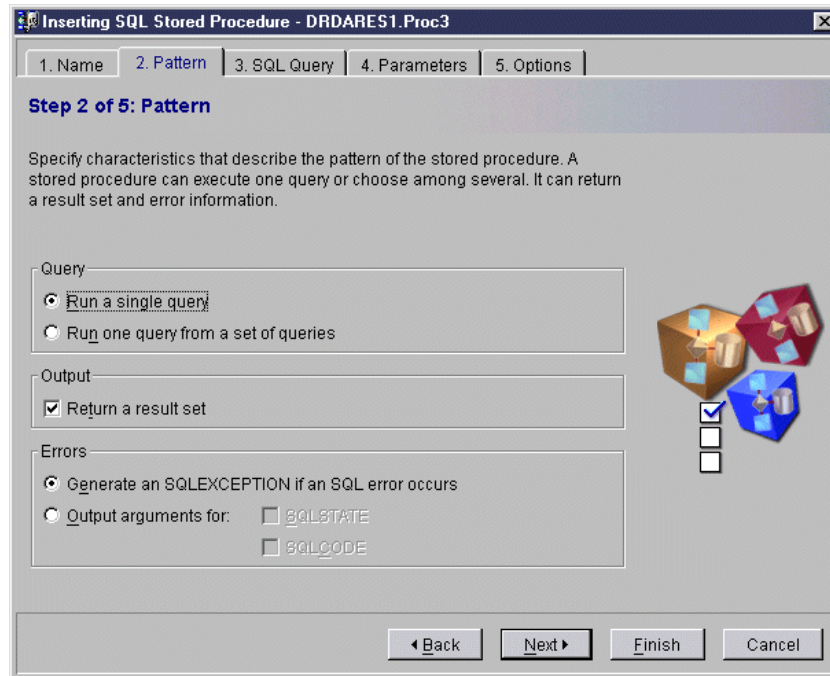 Inserting SQL Stored Procedure - DRDARES1.Proc3
1. Name
2. Pattern
3. SQL Query
4. Parameters
5. Options
Step 2 of 5: Pattern
Specify characteristics that describe the pattern of the stored procedure. A
stored procedure can execute one query or choose among several. It can return
a result set and error information.
Query
Run a single query
Run one query from a set of queries
Output
Return a result set
Errors
Generate an SQLEXCEPTION if an SQL error occurs
Output arguments for:
SQLSTATE
SQLCODE
Back
Next
Finish
Cancel